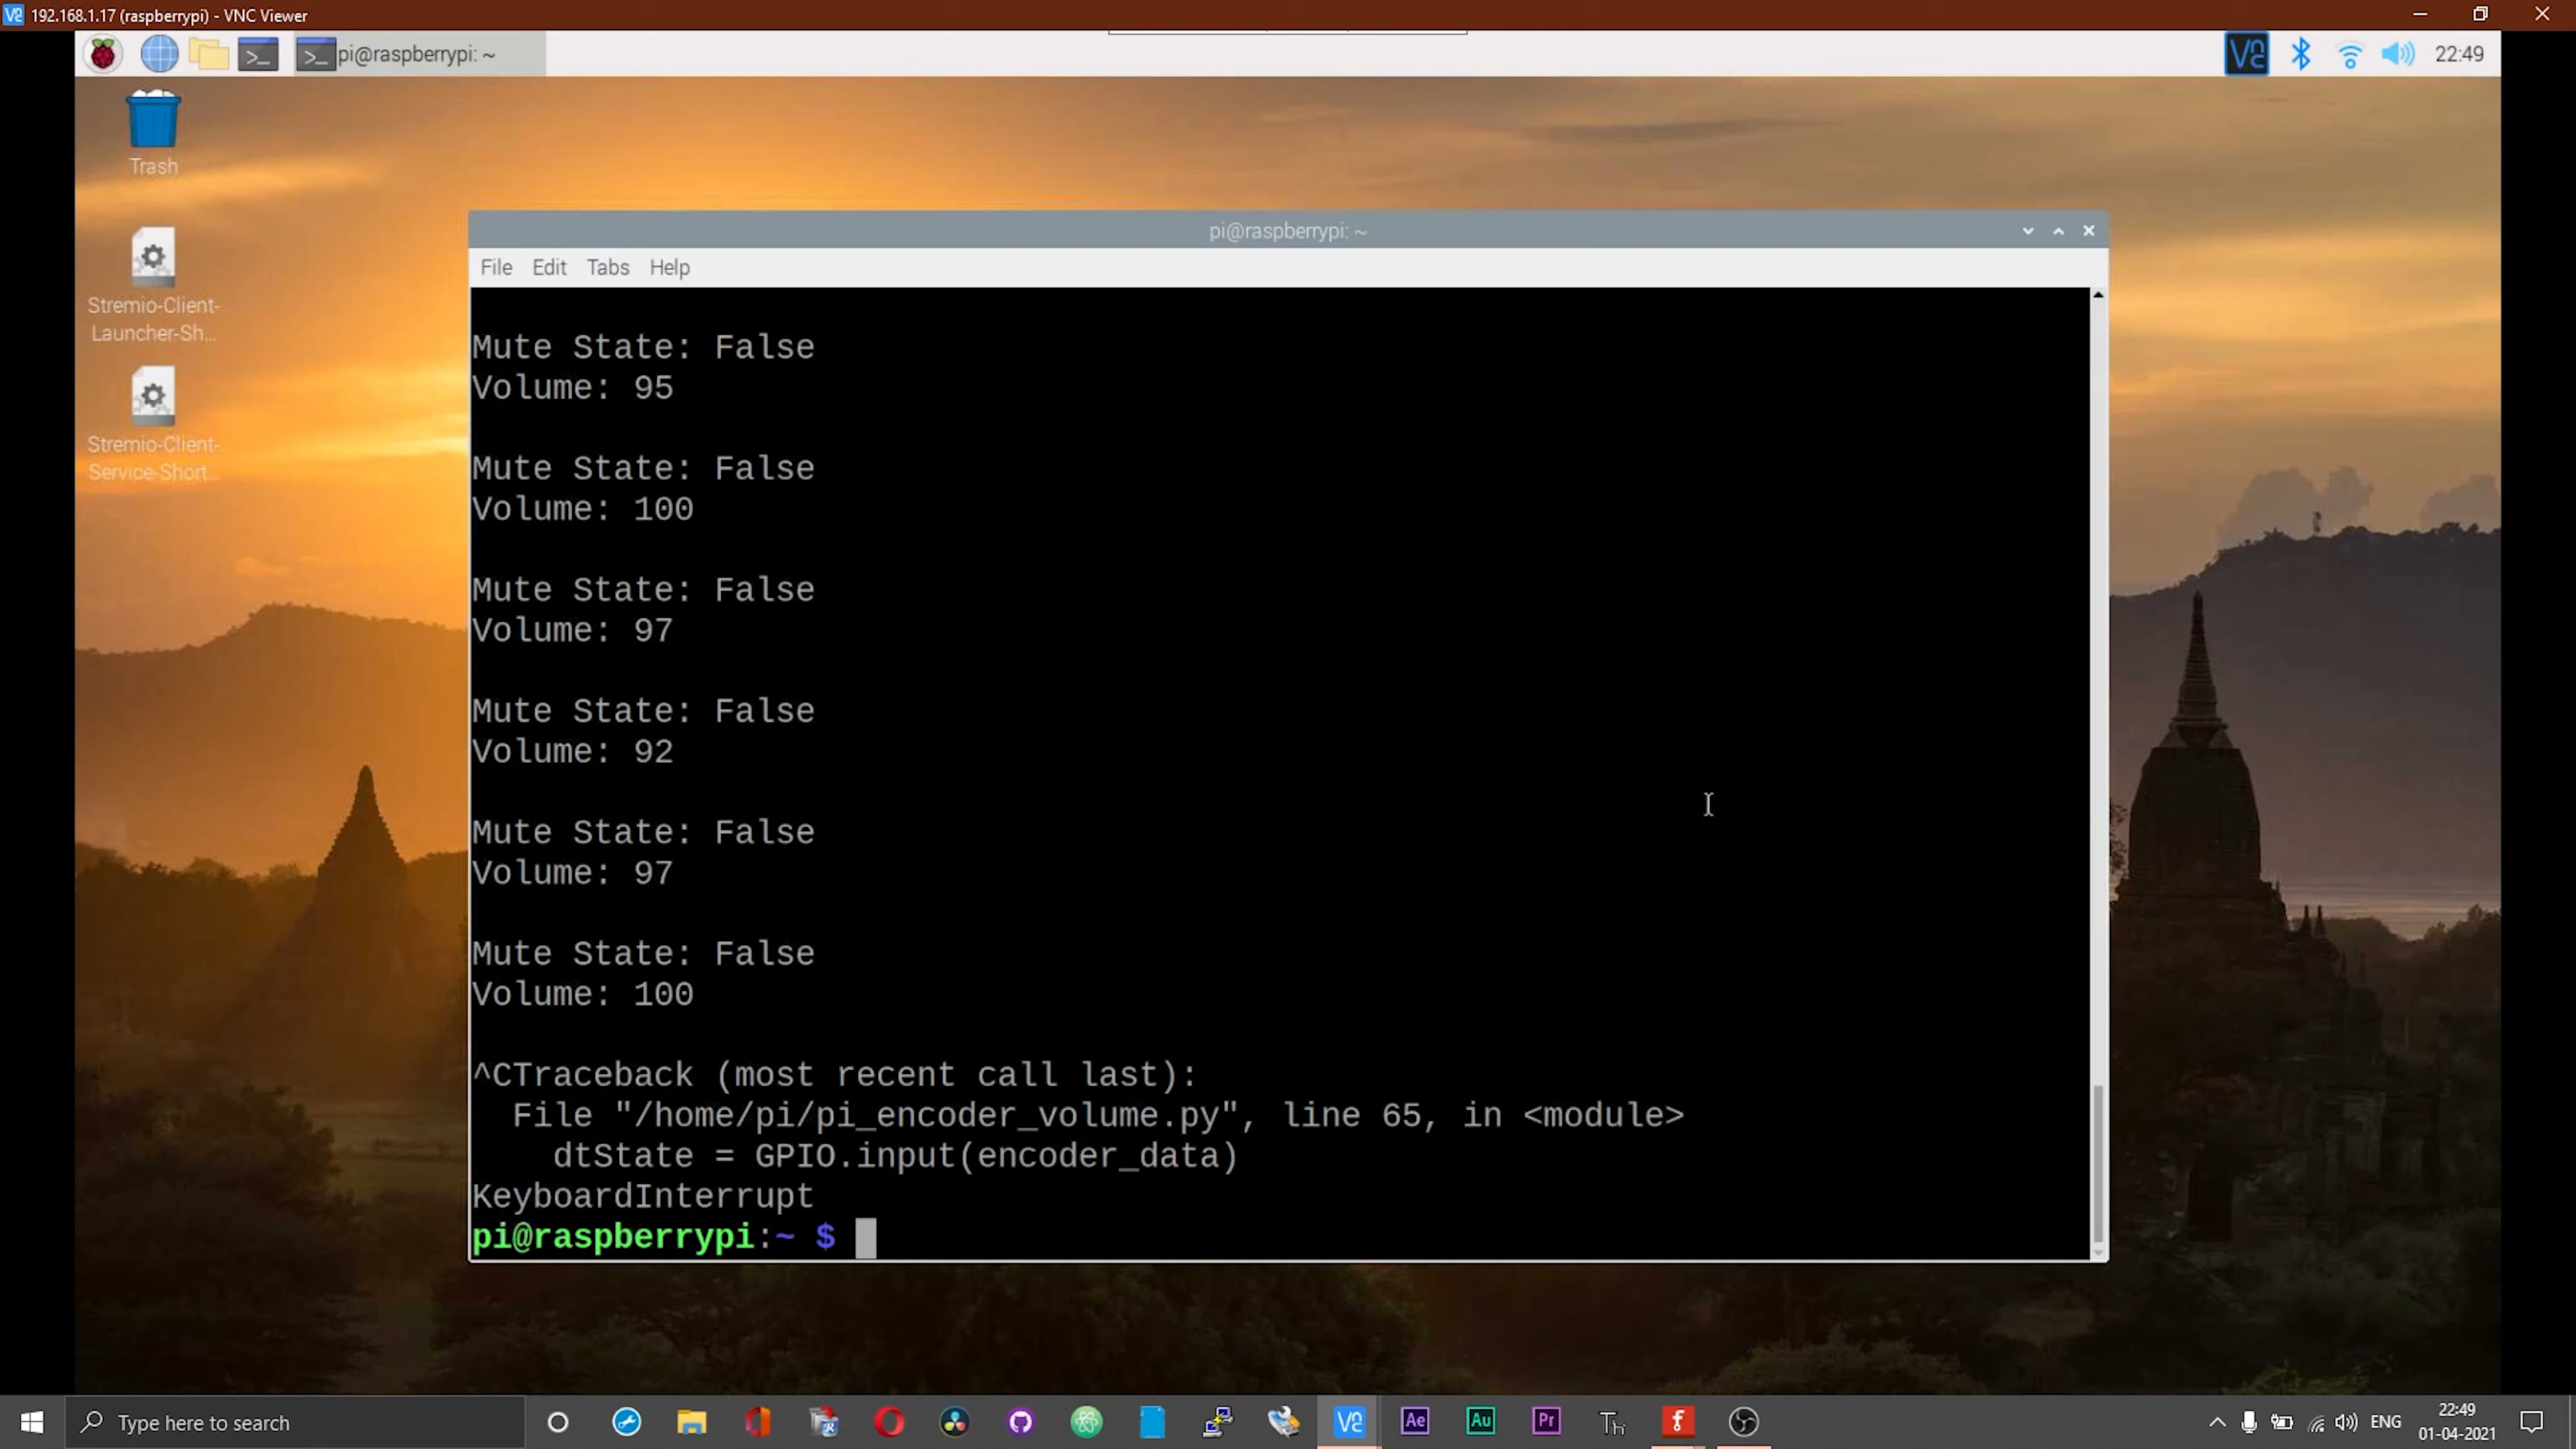 192.168.1.17 (raspberrypi) - VNC Viewer
pi@raspberrypi: ~
22:49
Trash
Stremio-Client-
Launcher-Sh...
Stremio-Client-
Service-Short...
pi@raspberrypi: ~
File Edit Tabs Help
Mute State: False
Volume: 95
Mute State: False
Volume: 100
Mute State: False
Volume: 97
Mute State: False
Volume: 92
Mute State: False
Volume: 97
Mute State: False
Volume: 100
^CTraceback (most recent call last):
File "/home/pi/pi_encoder_volume.py", line 65, in <module>
dtState = GPIO.input(encoder_data)
KeyboardInterrupt
pi@raspberrypi:~ $
Type here to search
Ae
Au
Pr
Th
ENG
22:49
01-04-2021